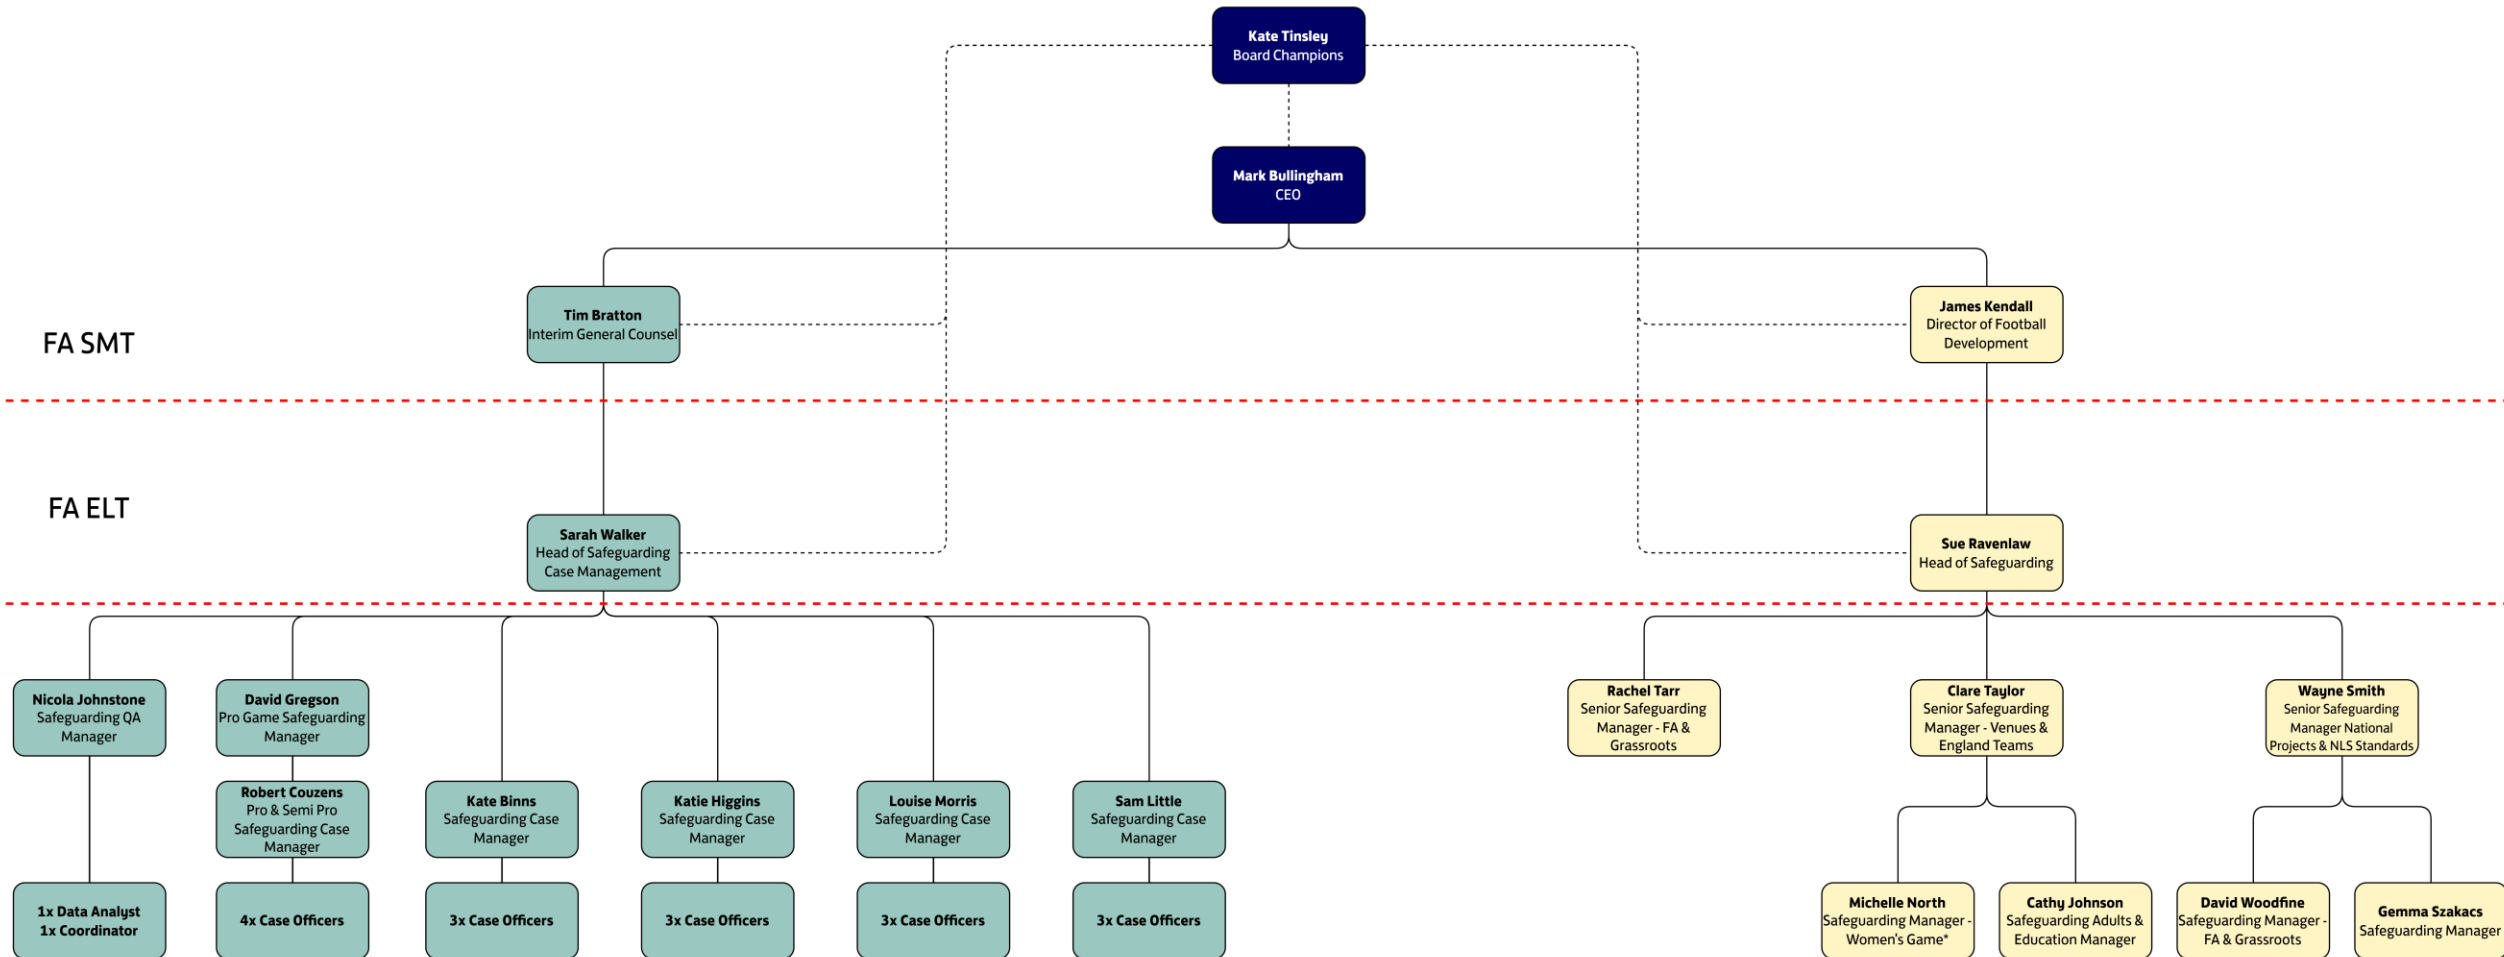 Kate Tinsley
Board Champions
Mark Bullingham
CEO
FA SMT
Tim Bratton
Interim General Counsel
James Kendall
Director of Football
Development
FA ELT
Sarah Walker
Head of Safeguarding
Case Management
Sue Ravenlaw
Head of Safeguarding
Nicola Johnstone
Safeguarding QA
Manager
David Gregson
Pro Game Safeguarding
Manager
Rachel Tarr
Senior Safeguarding
Manager - FA &
Grassroots
Clare Taylor
Senior Safeguarding
Manager - Venues &
England Teams
Wayne Smith
Senior Safeguarding
Manager National
Projects & NLS Standards
Robert Couzens
Pro & Semi Pro
Safeguarding Case
Manager
Kate Binns
Safeguarding Case
Manager
Katie Higgins
Safeguarding Case
Manager
Louise Morris
Safeguarding Case
Manager
Sam Little
Safeguarding Case
Manager
1x Data Analyst
1x Coordinator
4x Case Officers
3x Case Officers
3x Case Officers
3x Case Officers
3x Case Officers
Michelle North
Safeguarding Manager -
Women's Game*
Cathy Johnson
Safeguarding Adults &
Education Manager
David Woodfine
Safeguarding Manager -
FA & Grassroots
Gemma Szakacs
Safeguarding Manager